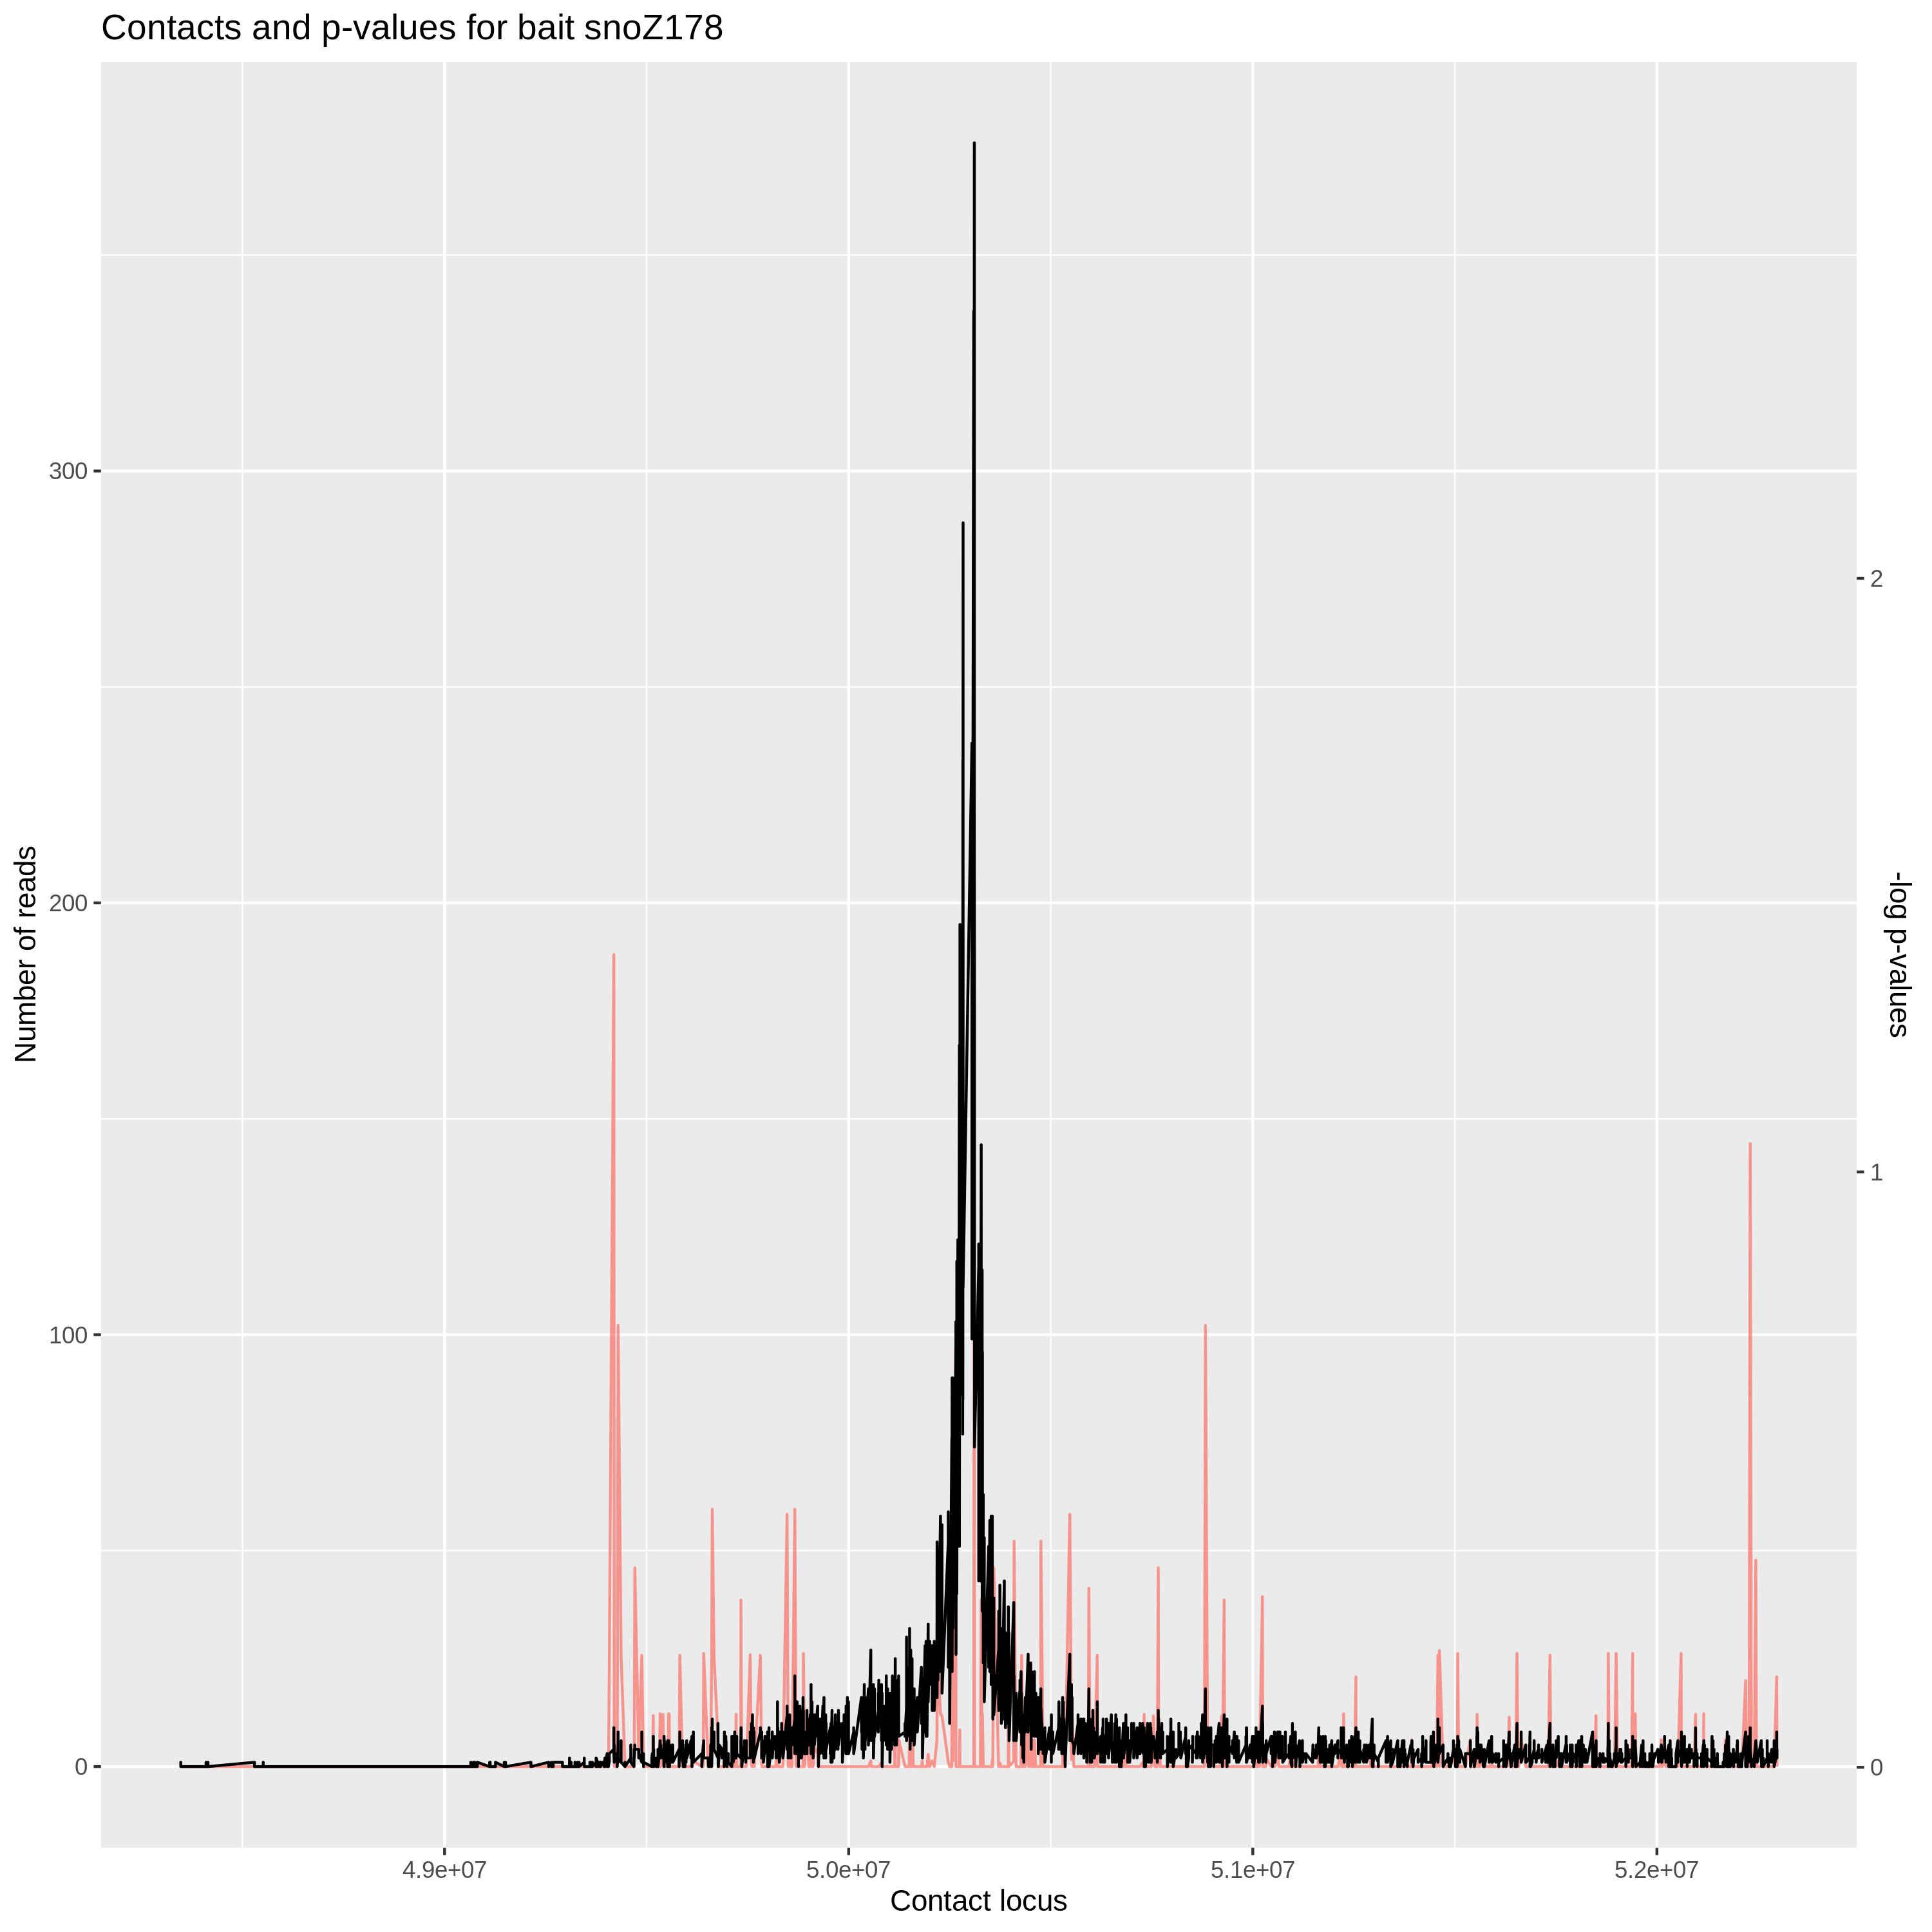 Contacts and p-values for bait snoZ178
300
200
100
0
Number of reads
2
1
0
-log p-values
4.9e+07
5.0e+07
5.1e+07
5.2e+07
Contact locus